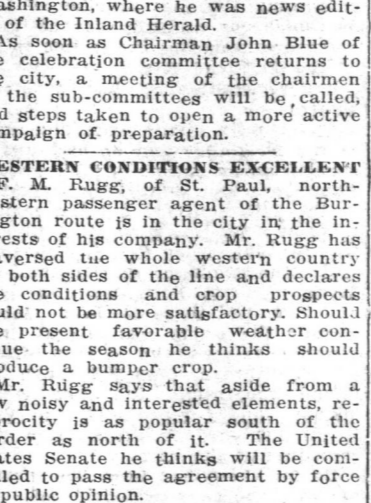 ashington, where he was news edit-
of the Inland Herald.
As soon as Chairman John Blue of
e celebration committee returns to
e city, a meeting of the chairmen
the sub-committees will be called,
d steps taken to open a more active
mpaign of preparation.
ESTERN CONDITIONS EXCELLENT
F. M. Rugg, of St. Paul, north-
stern passenger agent of the Bur-
gton route is in the city in the in-
rests of his company. Mr. Rugg has
versed the whole western country
both sides of the line and declares
e conditions and crop prospects
uld not be more satisfactory. Should
e present favorable weather con-
ue the season he thinks should
oduce a bumper crop.
Mr. Rugg says that aside from a
w noisy and interested elements, re-
rocity is as popular south of the
rder as north of it. The United
ates Senate he thinks will be com-
led to pass the agreement by force
public opinion.